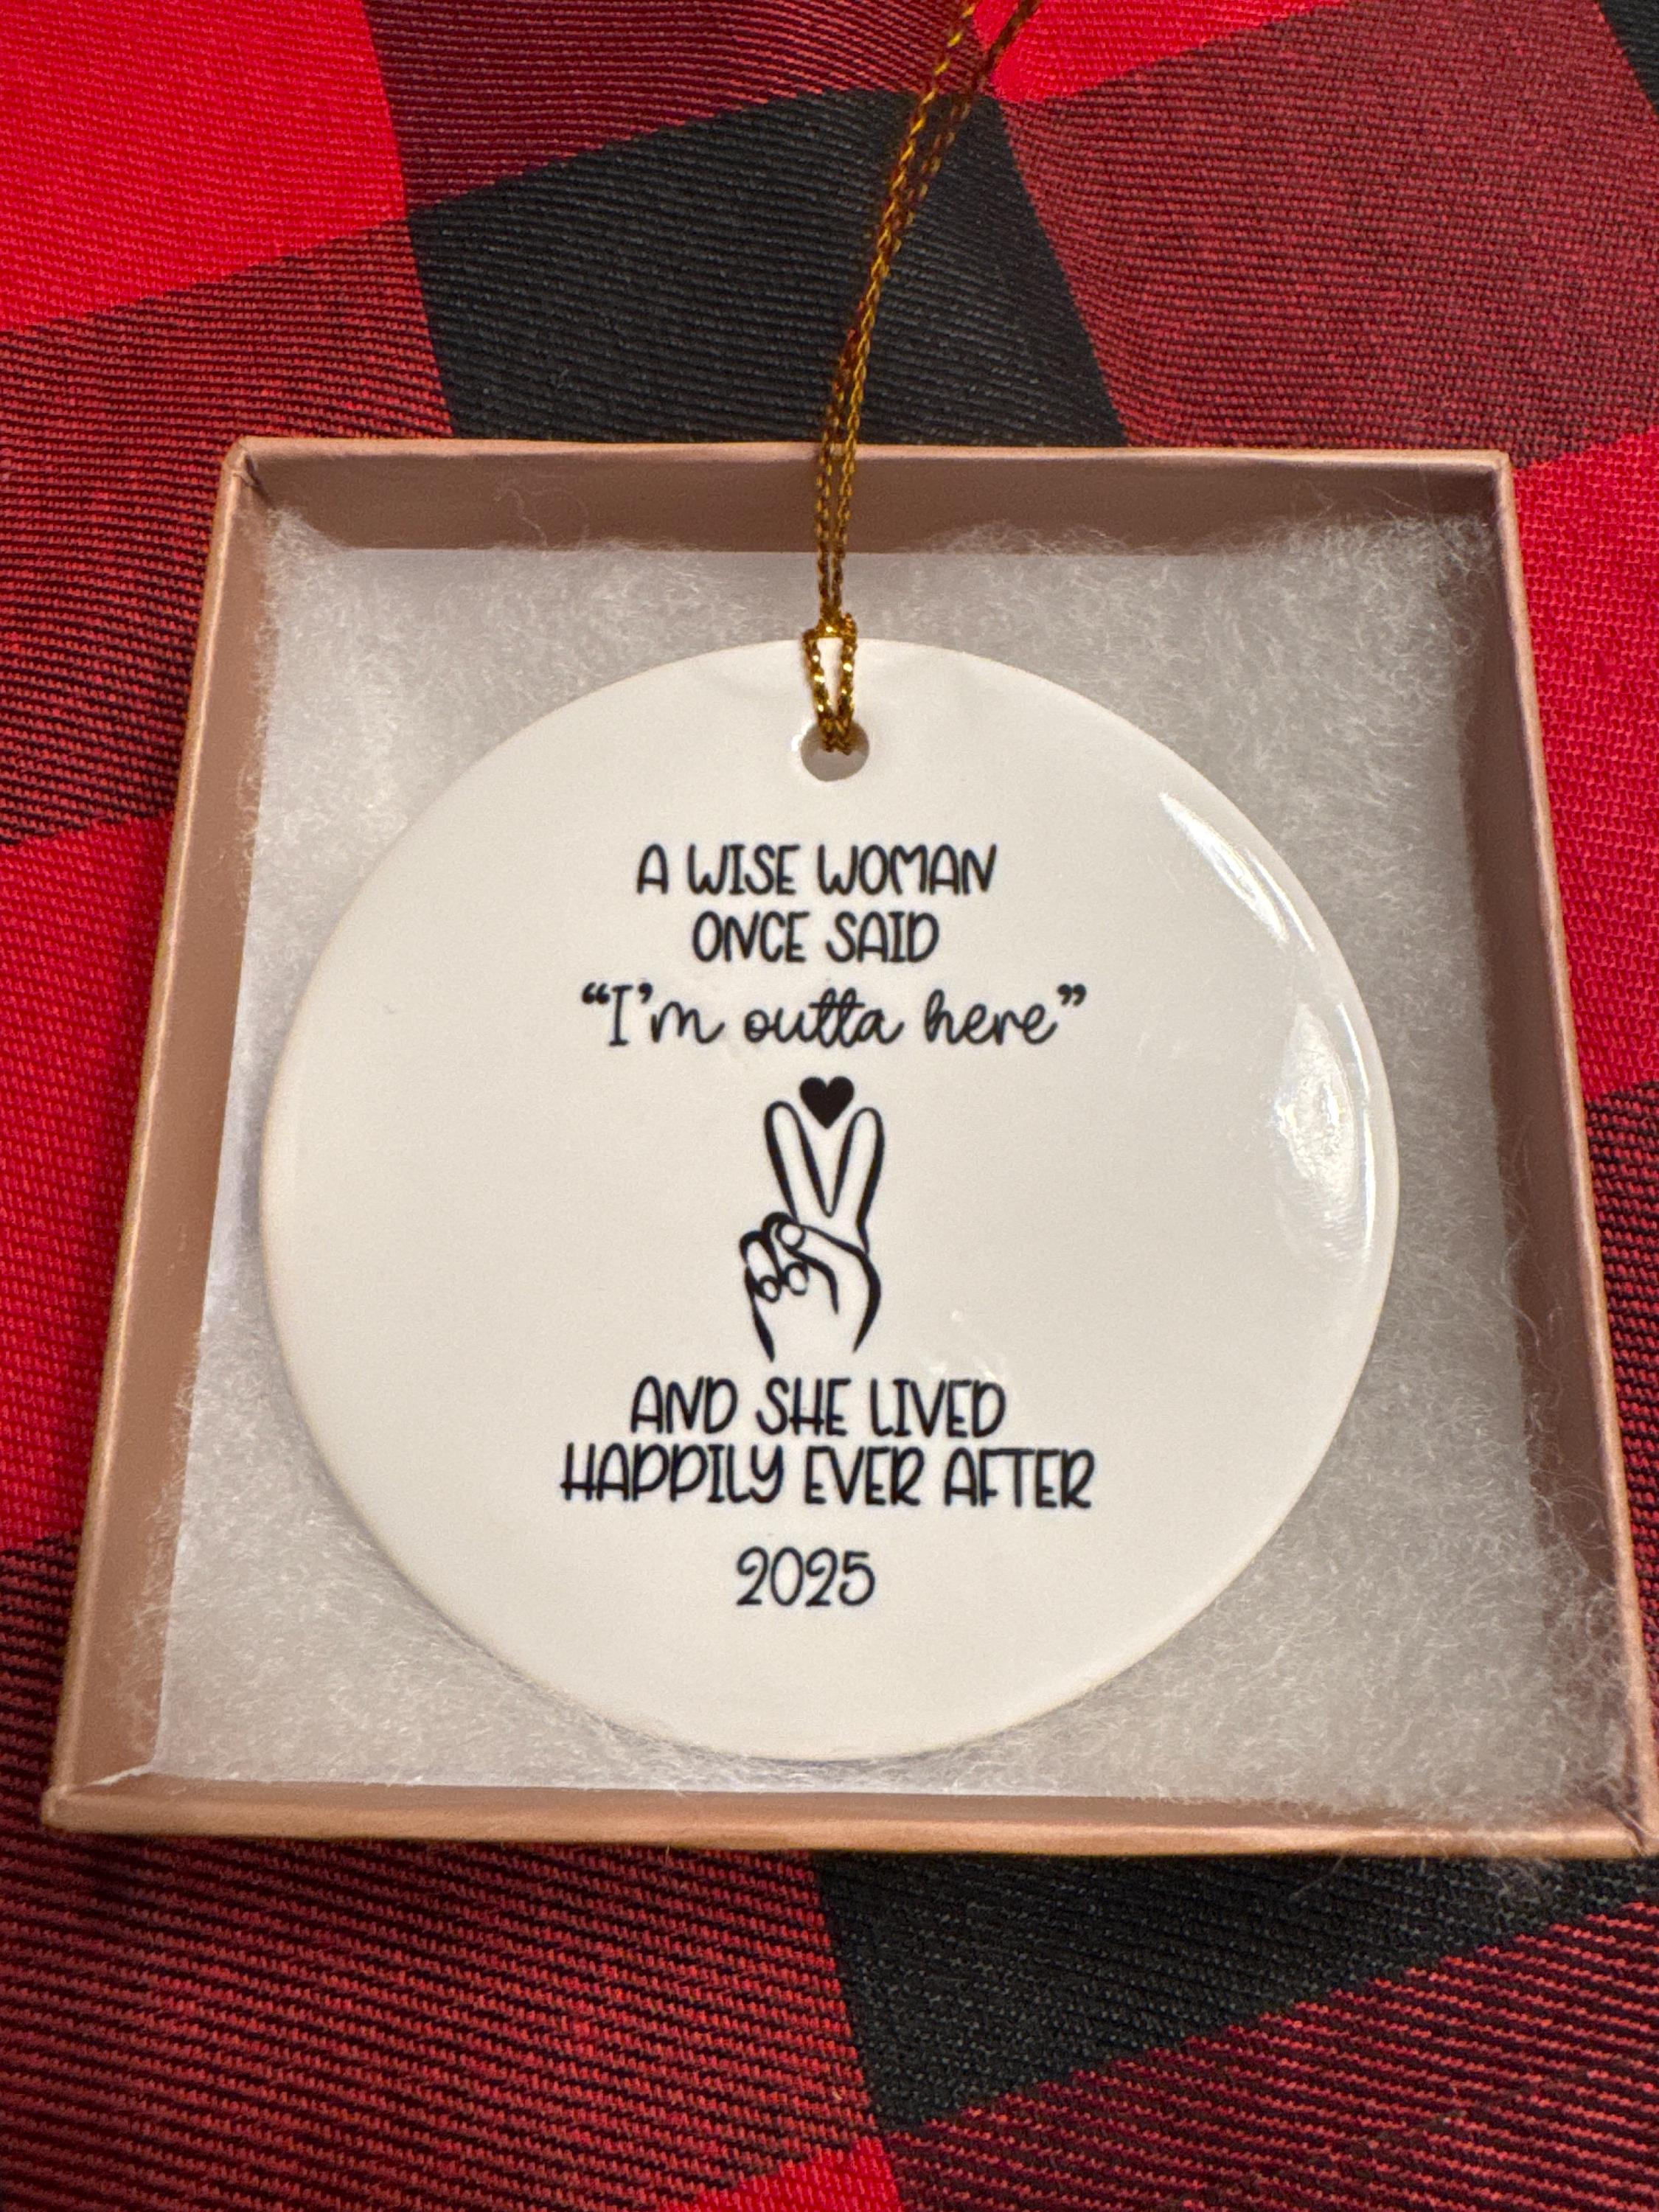 A WISE WOMAN
ONCE SAID
“I’m outta here”
AND SHE LIVED
HAPPILY EVER AFTER
2025